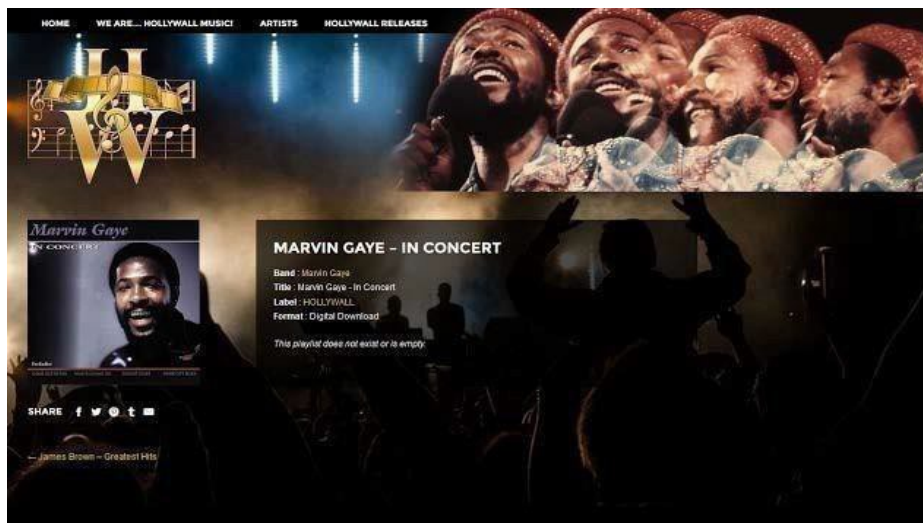 HOME WE ARE.... HOLLYWALL MUSIC! ARTISTS HOLLYWALL RELEASES
HW
Marvin Gaye
IN CONCERT
Includes
MARVIN GAYE – IN CONCERT
Band : Marvin Gaye
Title : Marvin Gaye - In Concert
Label : HOLLYWALL
Format : Digital Download
This playlist does not exist or is empty.
SHARE
← James Brown – Greatest Hits